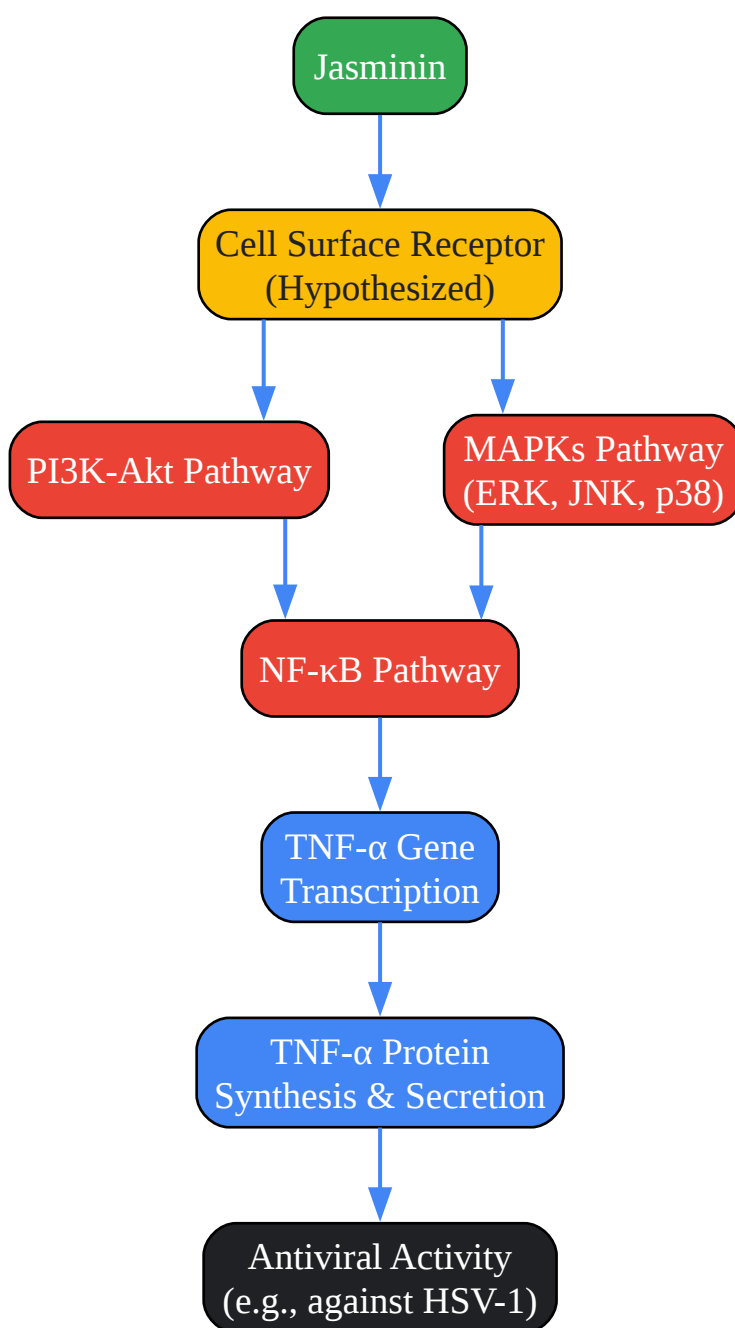 Jasminin
Cell Surface Receptor
(Hypothesized)
PI3K-Akt Pathway
MAPKs Pathway
(ERK, JNK, p38)
NF-κB Pathway
TNF-α Gene
Transcription
TNF-α Protein
Synthesis & Secretion
Antiviral Activity
(e.g., against HSV-1)